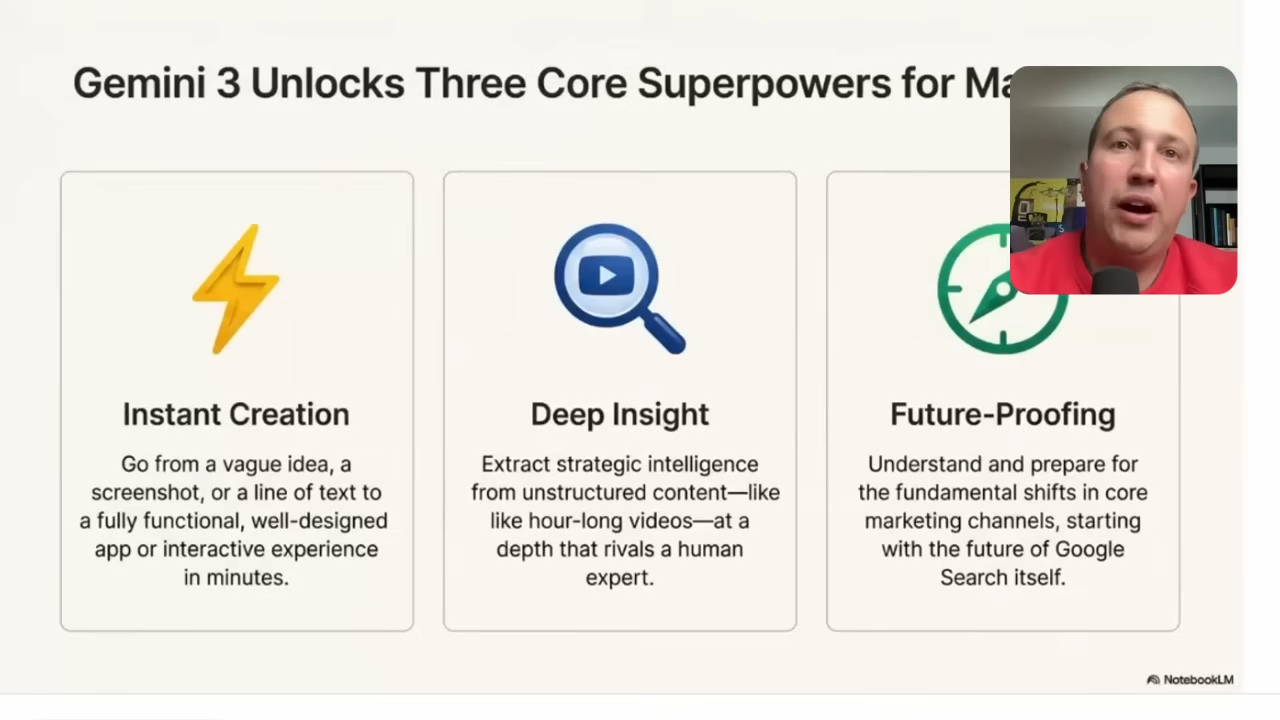 Gemini 3 Unlocks Three Core Superpowers for
Instant Creation
Go from a vague idea, a
screenshot, or a line of text to
a fully functional, well-designed
app or interactive experience
in minutes.
Deep Insight
Extract strategic intelligence
from unstructured content—like
like hour-long videos—at a
depth that rivals a human
expert.
Future-Proofing
Understand and prepare for
the fundamental shifts in core
marketing channels, starting
with the future of Google
Search itself.
NotebookLM